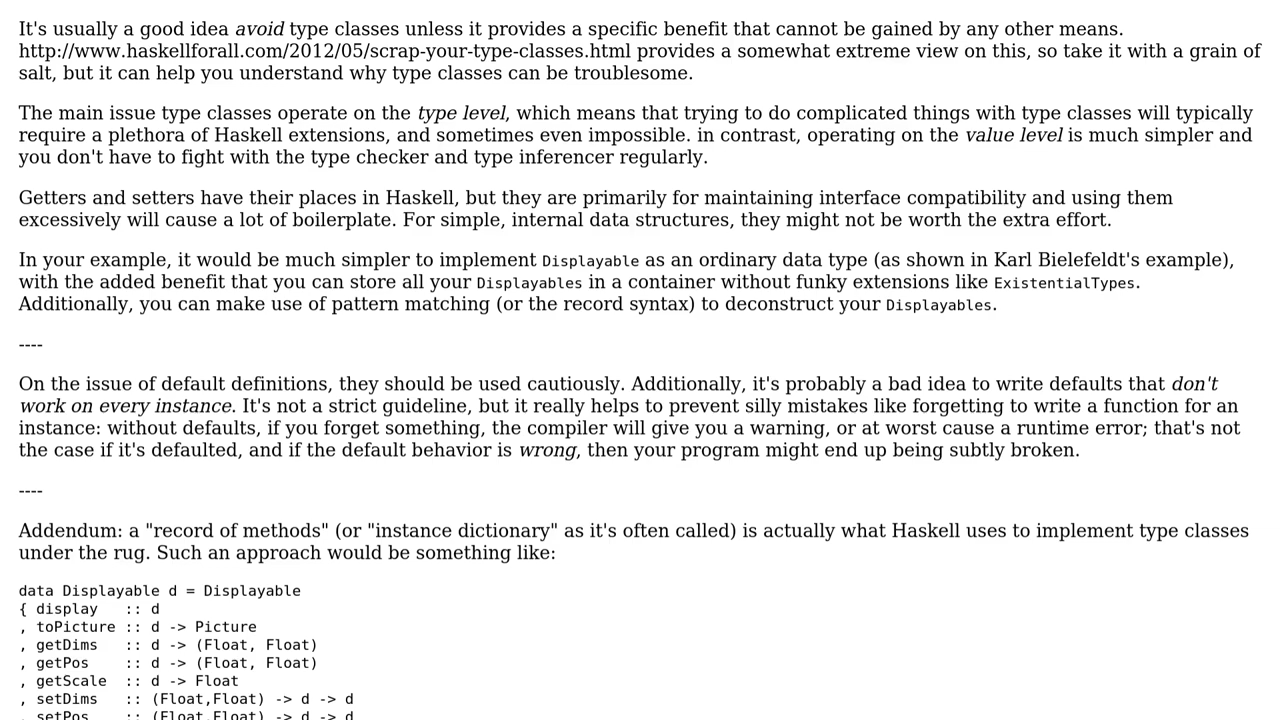 It's usually a good idea avoid type classes unless it provides a specific benefit that cannot be gained by any other means.
http://www.haskellforall.com/2012/05/scrap-your-type-classes.html provides a somewhat extreme view on this, so take it with a grain of
salt, but it can help you understand why type classes can be troublesome.
The main issue type classes operate on the type level, which means that trying to do complicated things with type classes will typically
require a plethora of Haskell extensions, and sometimes even impossible. in contrast, operating on the value level is much simpler and
you don't have to fight with the type checker and type inferencer regularly.
Getters and setters have their places in Haskell, but they are primarily for maintaining interface compatibility and using them
excessively will cause a lot of boilerplate. For simple, internal data structures, they might not be worth the extra effort.
In your example, it would be much simpler to implement Displayable as an ordinary data type (as shown in Karl Bielefeldt's example),
with the added benefit that you can store all your Displayables in a container without funky extensions like ExistentialTypes.
Additionally, you can make use of pattern matching (or the record syntax) to deconstruct your Displayables.
----
On the issue of default definitions, they should be used cautiously. Additionally, it's probably a bad idea to write defaults that don't
work on every instance. It's not a strict guideline, but it really helps to prevent silly mistakes like forgetting to write a function for an
instance: without defaults, if you forget something, the compiler will give you a warning, or at worst cause a runtime error; that's not
the case if it's defaulted, and if the default behavior is wrong, then your program might end up being subtly broken.
----
Addendum: a "record of methods" (or "instance dictionary" as it's often called) is actually what Haskell uses to implement type classes
under the rug. Such an approach would be something like:
data Displayable d = Displayable
{ display   :: d
, toPicture :: d -> Picture
, getDims   :: d -> (Float, Float)
, getPos    :: d -> (Float, Float)
, getScale  :: d -> Float
, setDims   :: (Float,Float) -> d -> d
, setPos    :: (Float,Float) -> d -> d